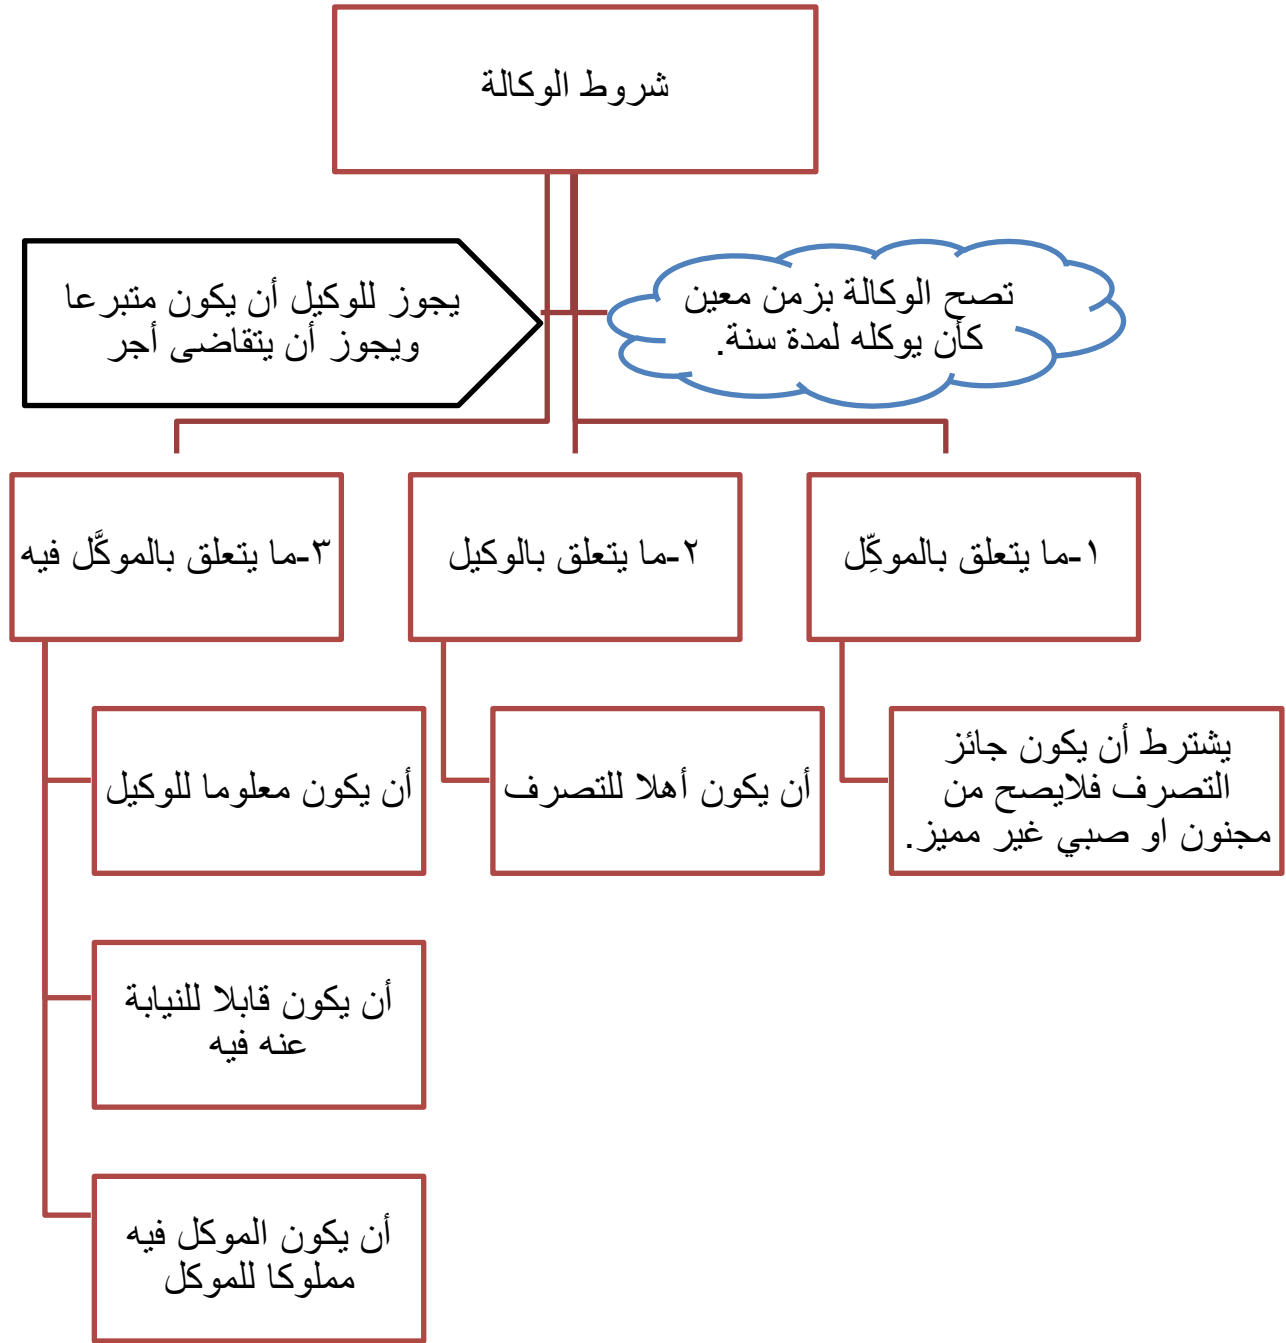 شروط الوكالة
تصح الوكالة بزمن معين
كأن يوكله لمدة سنة.
يجوز للوكيل أن يكون متبرعا
ويجوز أن يتقاضى أجر
١-ما يتعلق بالموكِّل
٢-ما يتعلق بالوكيل
٣-ما يتعلق بالموكَّل فيه
يشترط أن يكون جائز
التصرف فلايصح من
مجنون او صبي غير مميز.
أن يكون أهلا للتصرف
أن يكون معلوما للوكيل
أن يكون قابلا للنيابة
عنه فيه
أن يكون الموكل فيه
مملوكا للموكل